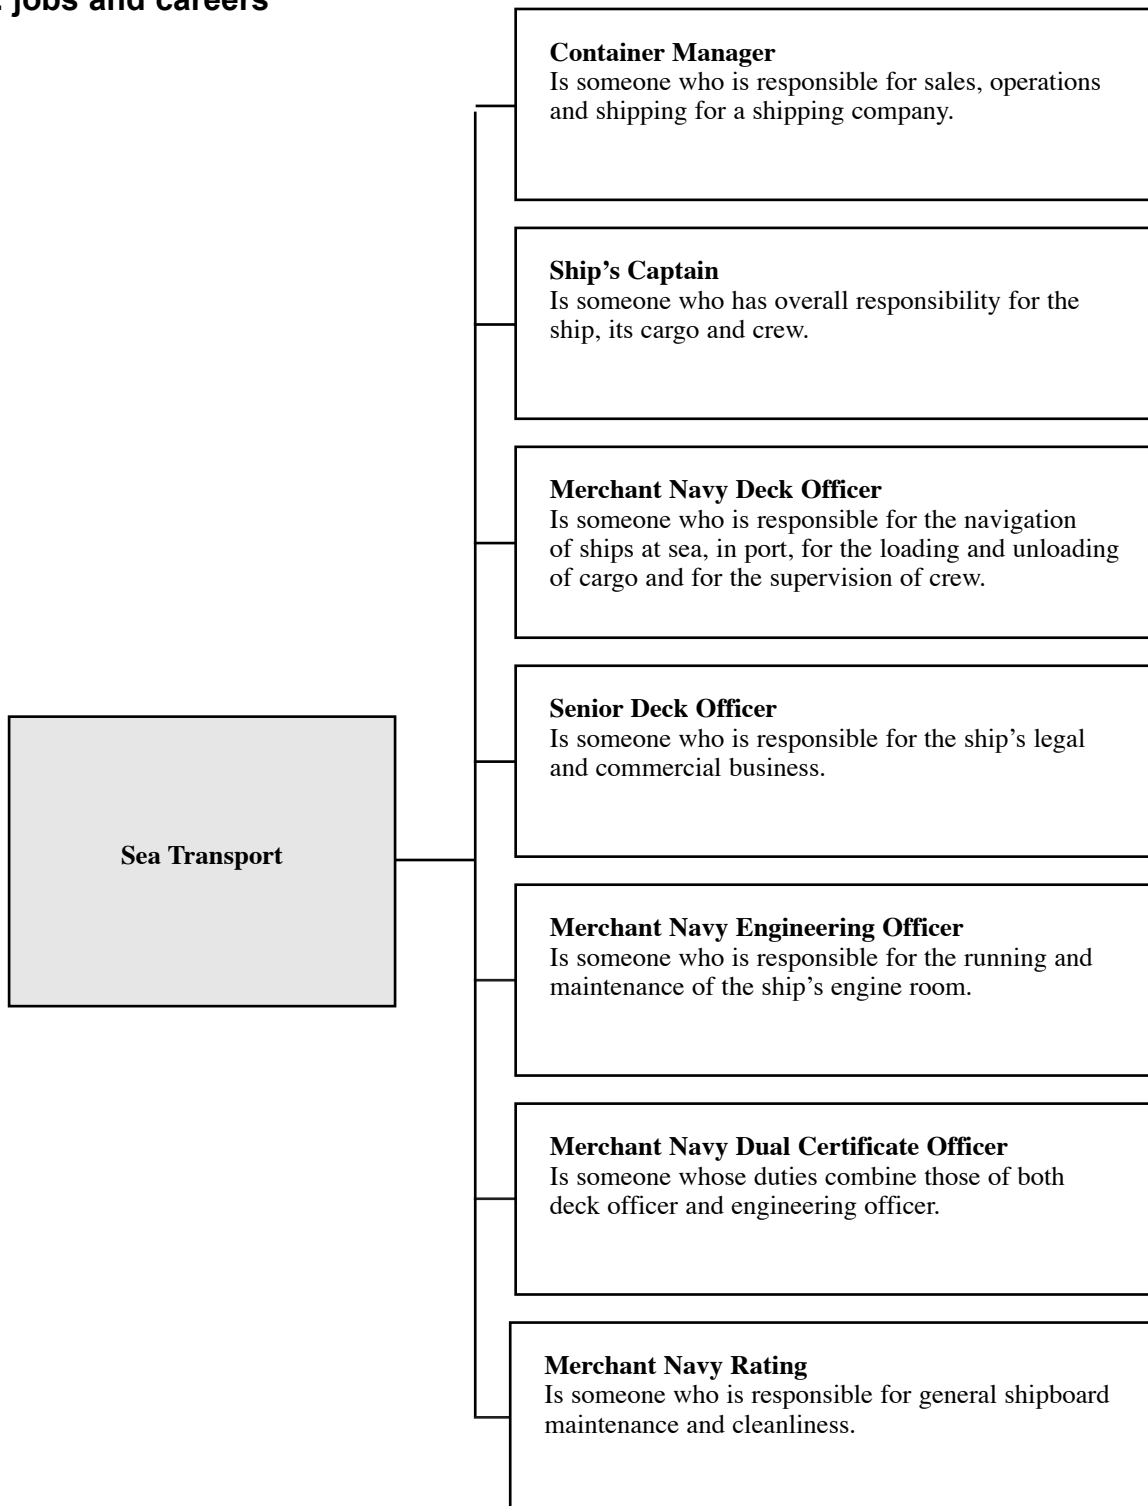 : jobs and careers
Container Manager
Is someone who is responsible for sales, operations
and shipping for a shipping company.
Ship’s Captain
Is someone who has overall responsibility for the
ship, its cargo and crew.
Merchant Navy Deck Officer
Is someone who is responsible for the navigation
of ships at sea, in port, for the loading and unloading
of cargo and for the supervision of crew.
Senior Deck Officer
Is someone who is responsible for the ship’s legal
and commercial business.
Sea Transport
Merchant Navy Engineering Officer
Is someone who is responsible for the running and
maintenance of the ship’s engine room.
Merchant Navy Dual Certificate Officer
Is someone whose duties combine those of both
deck officer and engineering officer.
Merchant Navy Rating
Is someone who is responsible for general shipboard
maintenance and cleanliness.